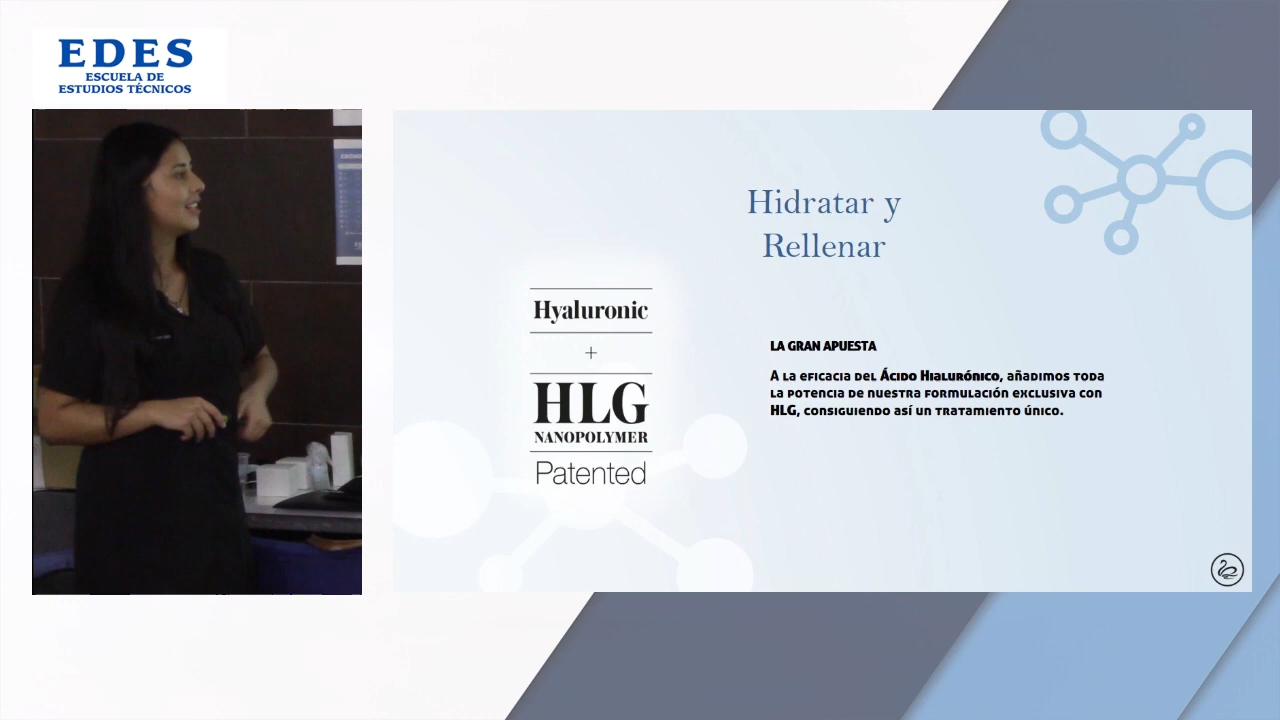 EDES
ESCUELA DE
ESTUDIOS TÉCNICOS
Hidratar y
Rellenar
Hyaluronic
+
HLG
NANOPOLYMER
Patented
LA GRAN APUESTA
A la eficacia del Ácido Hialurónico, añadimos toda
la potencia de nuestra formulación exclusiva con
HLG, consiguiendo así un tratamiento único.